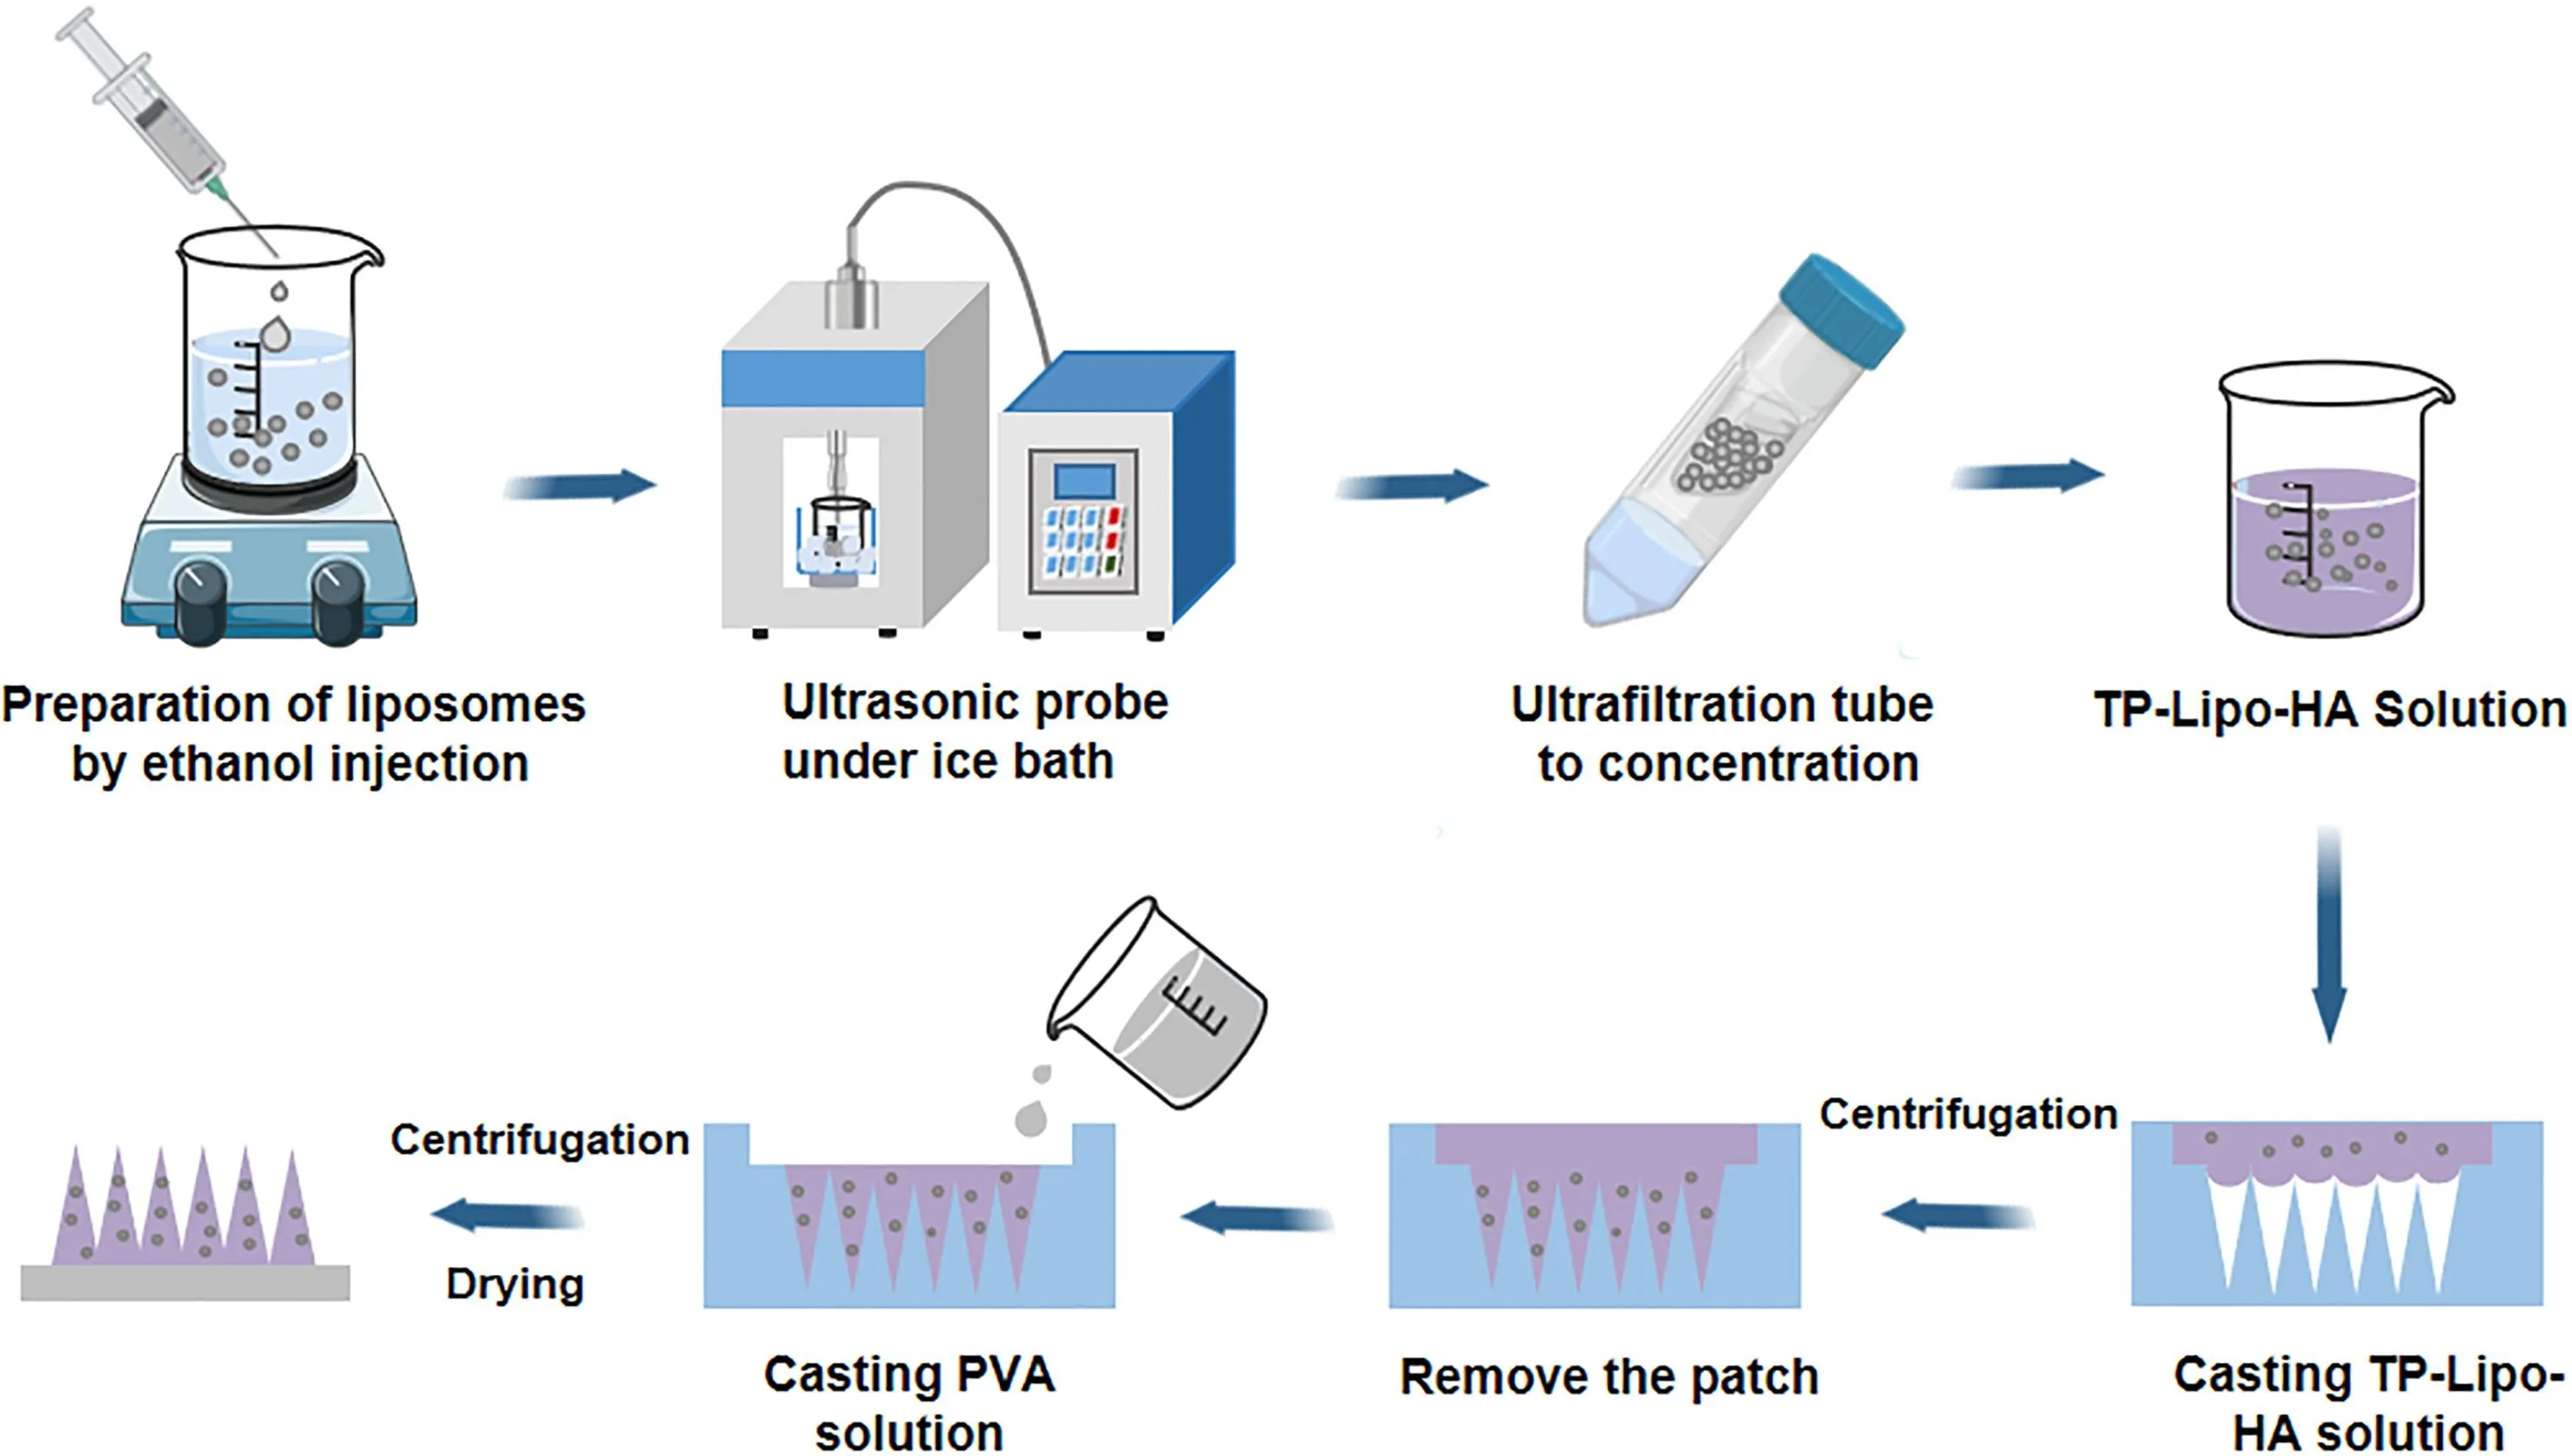 Preparation of liposomes
by ethanol injection
Ultrasonic probe
under ice bath
Ultrafiltration tube
to concentration
TP-Lipo-HA Solution
Centrifugation
Casting TP-Lipo-
HA solution
Remove the patch
Casting PVA
solution
Centrifugation
Drying